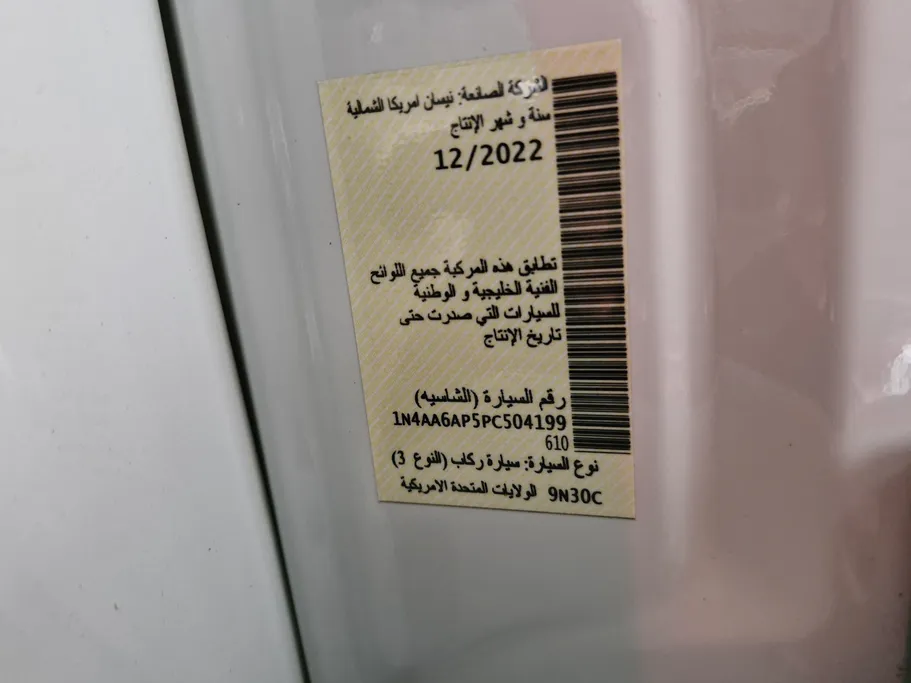 الشركة الصانعة: نيسان امريكا الشمالية
سنة و شهر الإنتاج
12/2022
تطابق هذه المركبة جميع اللوائح
الفنية الخليجية و الوطنية
للسيارات التي صدرت حتى
تاريخ الإنتاج
رقم السيارة (الشاسيه)
1N4AA6AP5PC504199
610
نوع السيارة: سيارة ركاب (النوع 3)
9N30C الولايات المتحدة الامريكية